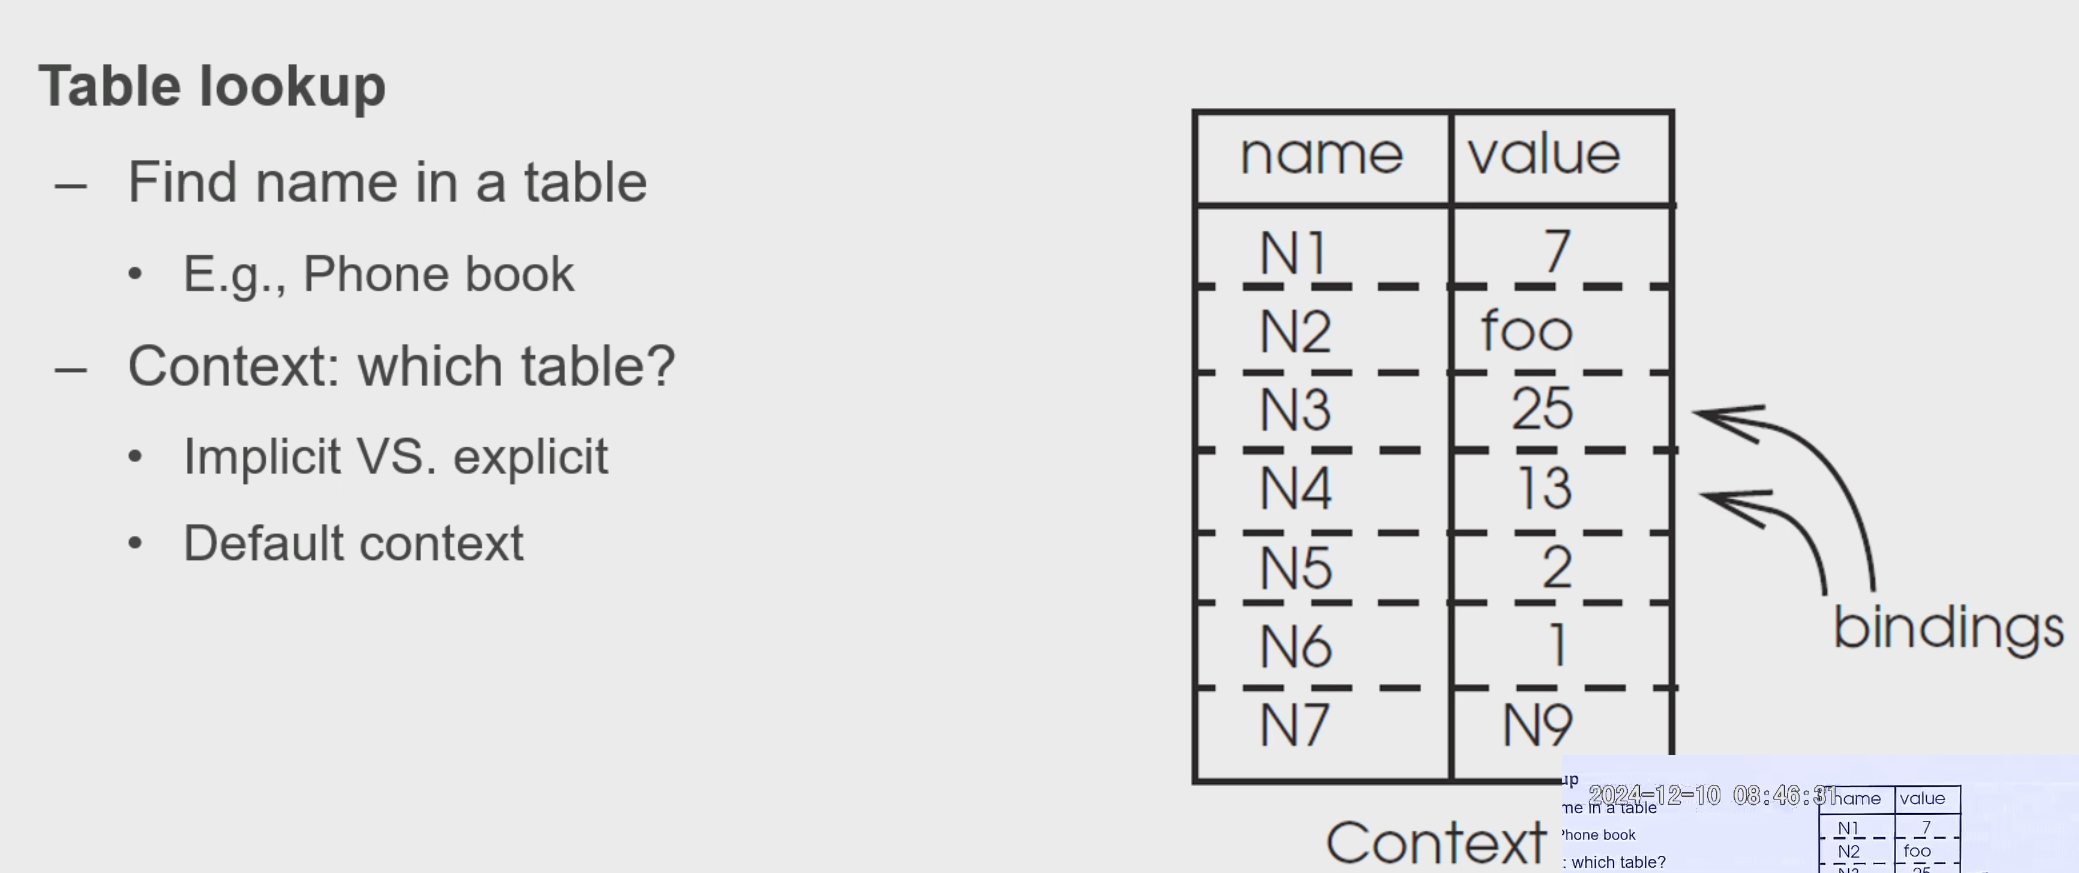 Table lookup
– Find name in a table
• E.g., Phone book
– Context: which table?
• Implicit VS. explicit
• Default context
name value
N1 7
N2 foo
N3 25
N4 13
N5 2
N6 1
N7 N9
bindings
Context
up
2024-12-10 08:46:31
me in a table
Phone book
: which table?
name value
N1 7
N2 foo